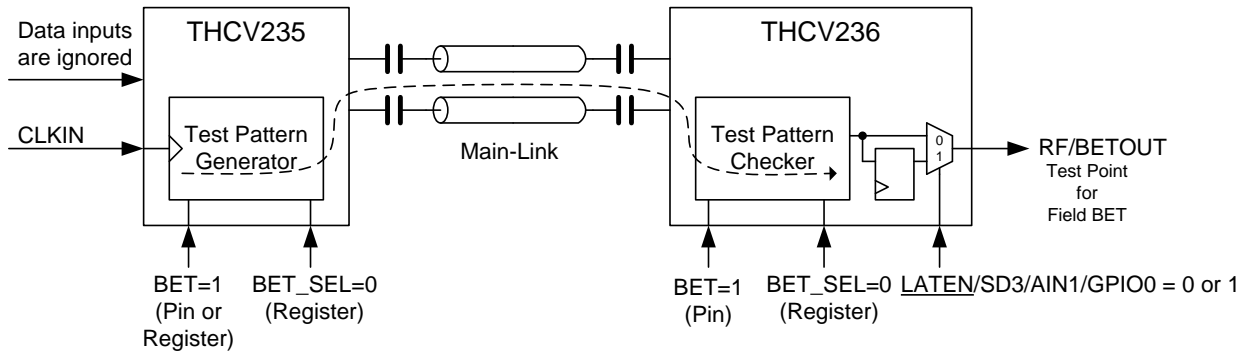 Data inputs
are ignored
THCV235
THCV236
CLKIN
Test Pattern
Generator
Main-Link
Test Pattern
Checker
0
1
RF/BETOUT
Test Point
for
Field BET
BET=1
(Pin or
Register)
BET_SEL=0
(Register)
BET=1
(Pin)
BET_SEL=0
(Register)
LATEN/SD3/AIN1/GPIO0 = 0 or 1